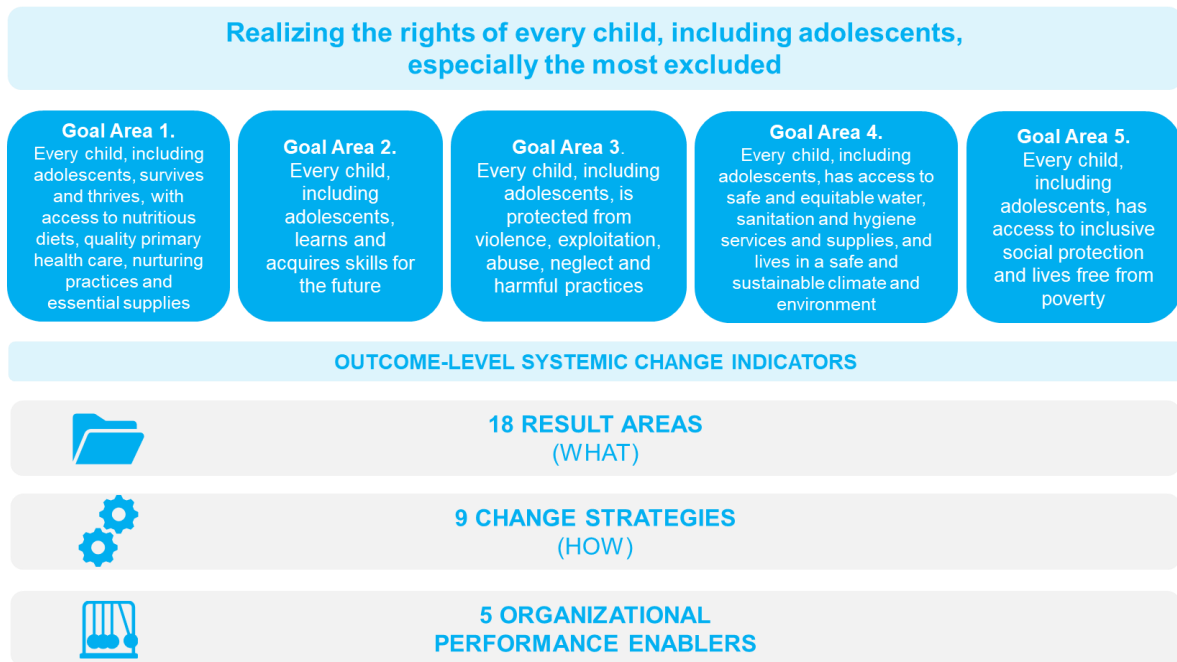 Realizing the rights of every child, including adolescents,
especially the most excluded
Goal Area 1.
Every child, including
adolescents, survives
and thrives, with
access to nutritious
diets, quality primary
health care, nurturing
practices and
essential supplies
Goal Area 2.
Every child,
including
adolescents,
learns and
acquires skills for
the future
Goal Area 3.
Every child, including
adolescents, is
protected from
violence, exploitation,
abuse, neglect and
harmful practices
Goal Area 4.
Every child, including
adolescents, has access to
safe and equitable water,
sanitation and hygiene
services and supplies, and
lives in a safe and
sustainable climate and
environment
Goal Area 5.
Every child,
including
adolescents, has
access to inclusive
social protection
and lives free from
poverty
OUTCOME-LEVEL SYSTEMIC CHANGE INDICATORS
18 RESULT AREAS
(WHAT)
9 CHANGE STRATEGIES
(HOW)
5 ORGANIZATIONAL
PERFORMANCE ENABLERS